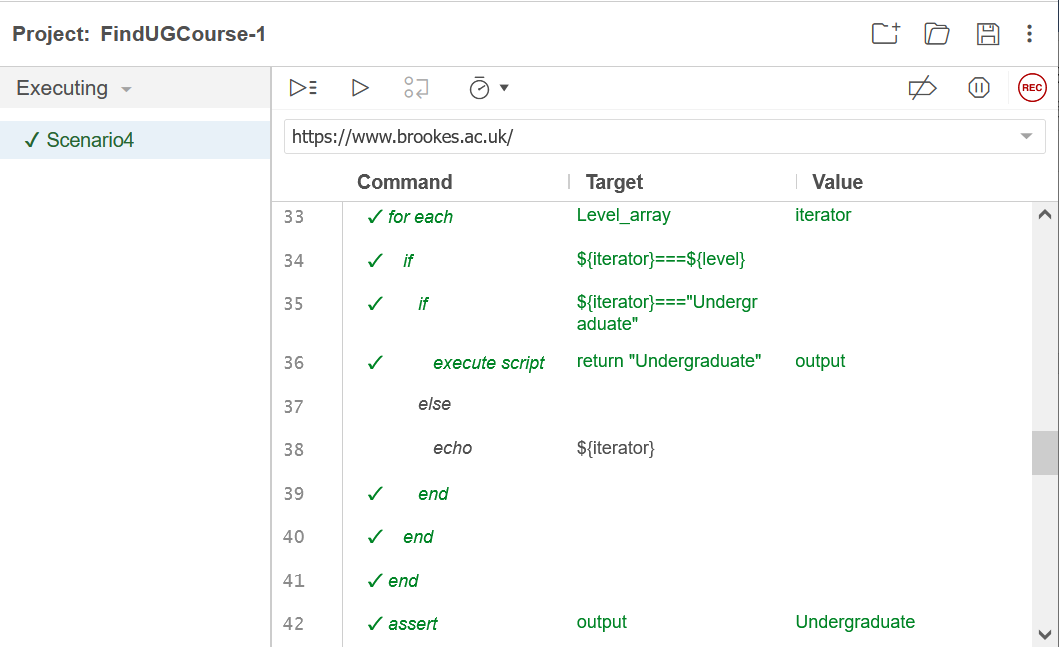 Project: FindUGCourse-1
Executing
REC
✓ Scenario4
https://www.brookes.ac.uk/
Command Target Value
33 ✓ for each Level_array iterator
34 ✓ if ${iterator}===${level}
35 ✓ if ${iterator}==="Undergr
aduate"
36 ✓ execute script return "Undergraduate" output
37 else
38 echo ${iterator}
39 ✓ end
40 ✓ end
41 ✓ end
42 ✓ assert output Undergraduate